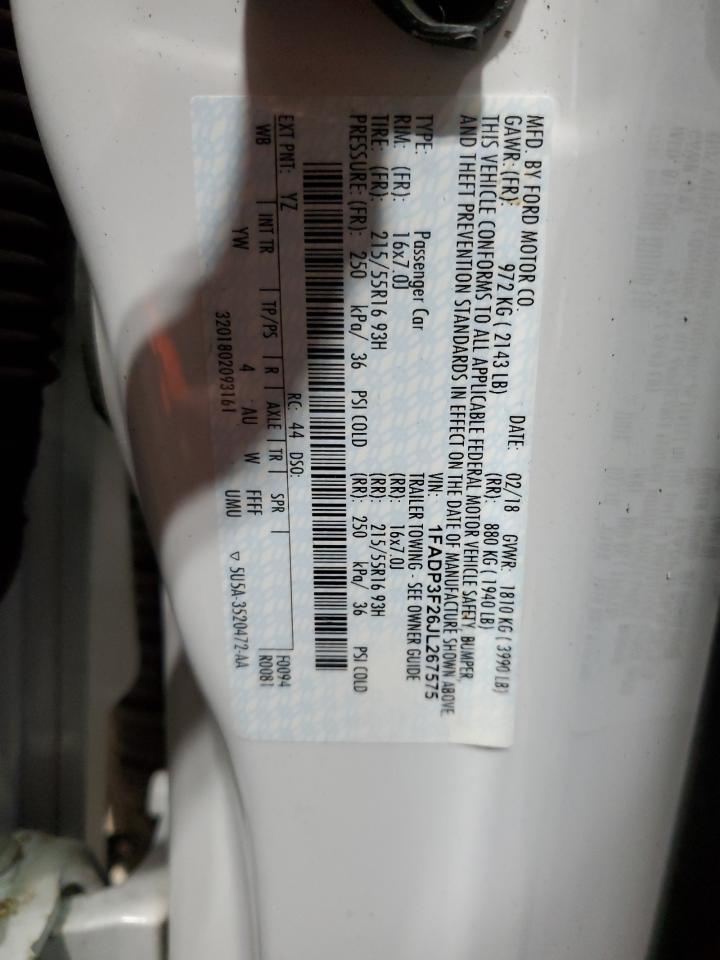 MFD. BY FORD MOTOR CO.
DATE: 02/18 GVWR: 1810 KG ( 3990 LB)
GAWR: (FR): 972 KG ( 2143 LB) (RR): 880 KG ( 1940 LB)
THIS VEHICLE CONFORMS TO ALL APPLICABLE FEDERAL MOTOR VEHICLE SAFETY, BUMPER,
AND THEFT PREVENTION STANDARDS IN EFFECT ON THE DATE OF MANUFACTURE SHOWN ABOVE.
VIN: 1FADP3F26JL267575
TYPE: Passenger Car TRAILER TOWING - SEE OWNER GUIDE
RIM: (FR): 16x7.0J (RR): 16x7.0J
TIRE: (FR): 215/55R16 93H (RR): 215/55R16 93H
PRESSURE: (FR): 250 kPa/ 36 PSI COLD (RR): 250 kPa/ 36 PSI COLD
EXT PNT: YZ RC: 44 DSO: F0094
R0081
WB | INT TR | TP/PS | R | AXLE | TR | SPR |
YW 4 AU W FFFF
UMU
3201802093161 ▽ 5U5A-3520472-AA